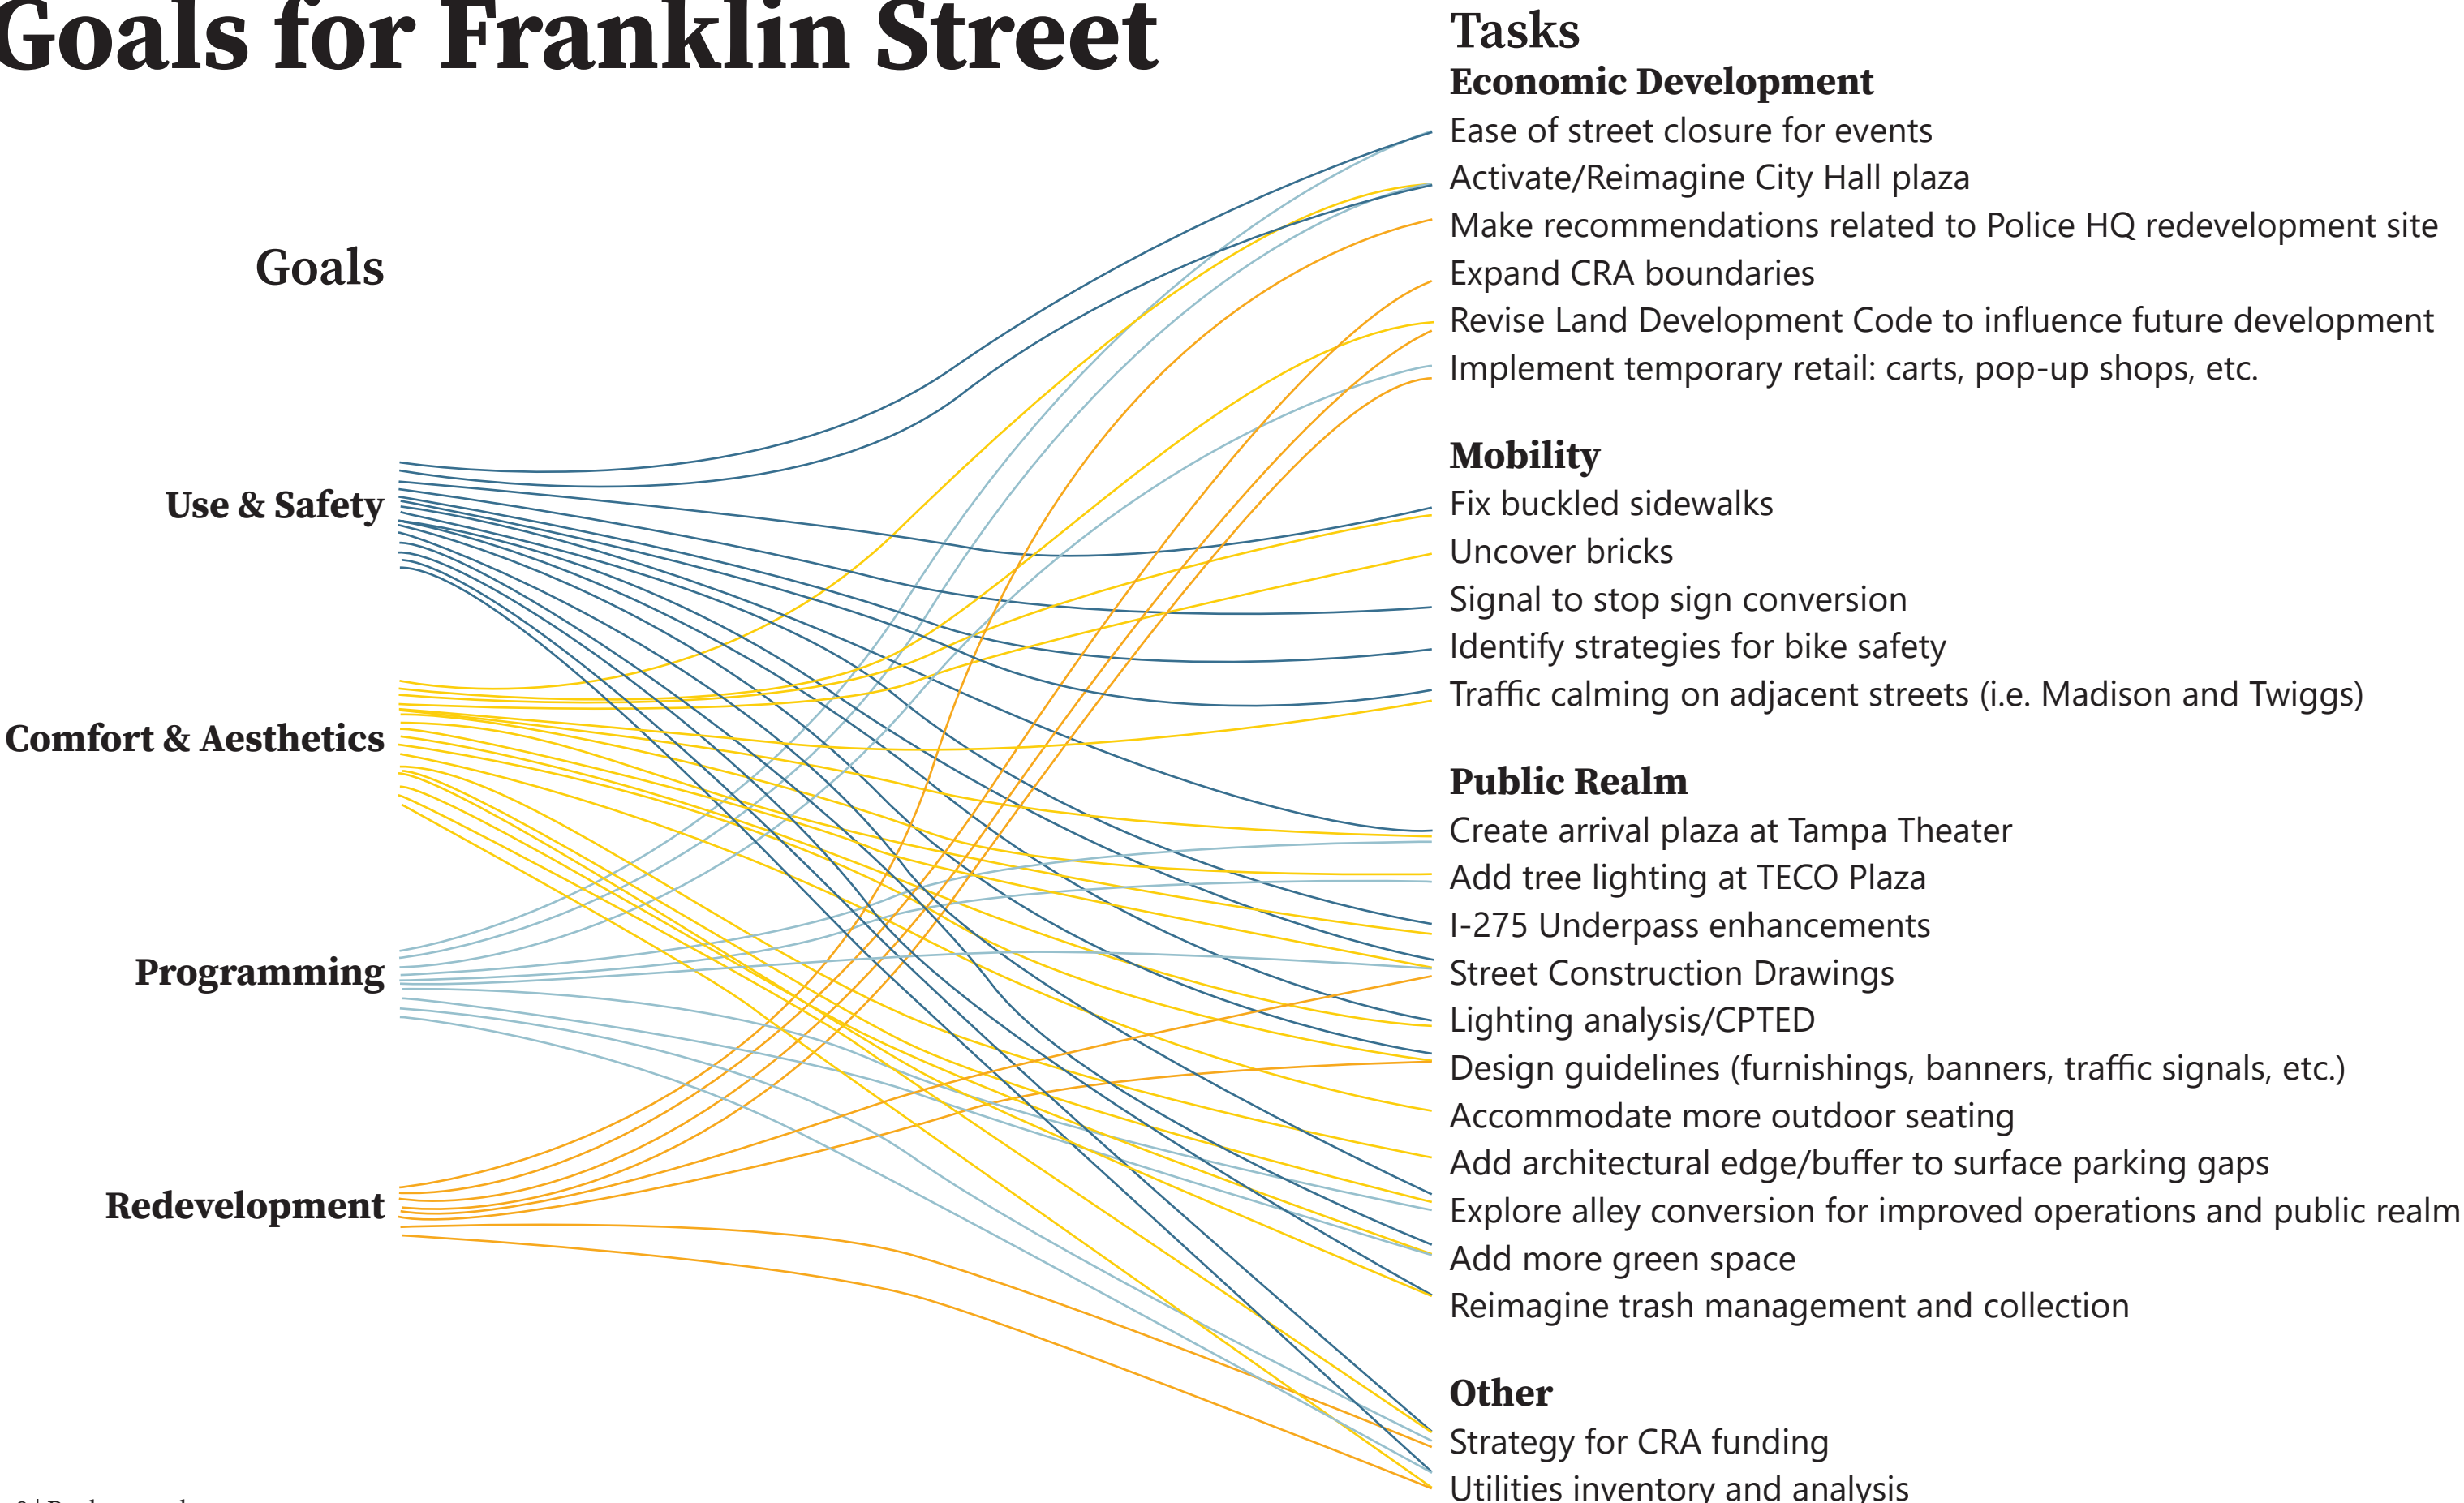 Goals for Franklin Street
Goals
Use & Safety
Comfort & Aesthetics
Programming
Redevelopment
Tasks
Economic Development
Ease of street closure for events
Activate/Reimagine City Hall plaza
Make recommendations related to Police HQ redevelopment site
Expand CRA boundaries
Revise Land Development Code to influence future development
Implement temporary retail: carts, pop-up shops, etc.
Mobility
Fix buckled sidewalks
Uncover bricks
Signal to stop sign conversion
Identify strategies for bike safety
Traffic calming on adjacent streets (i.e. Madison and Twiggs)
Public Realm
Create arrival plaza at Tampa Theater
Add tree lighting at TECO Plaza
I-275 Underpass enhancements
Street Construction Drawings
Lighting analysis/CPTED
Design guidelines (furnishings, banners, traffic signals, etc.)
Accommodate more outdoor seating
Add architectural edge/buffer to surface parking gaps
Explore alley conversion for improved operations and public realm
Add more green space
Reimagine trash management and collection
Other
Strategy for CRA funding
Utilities inventory and analysis